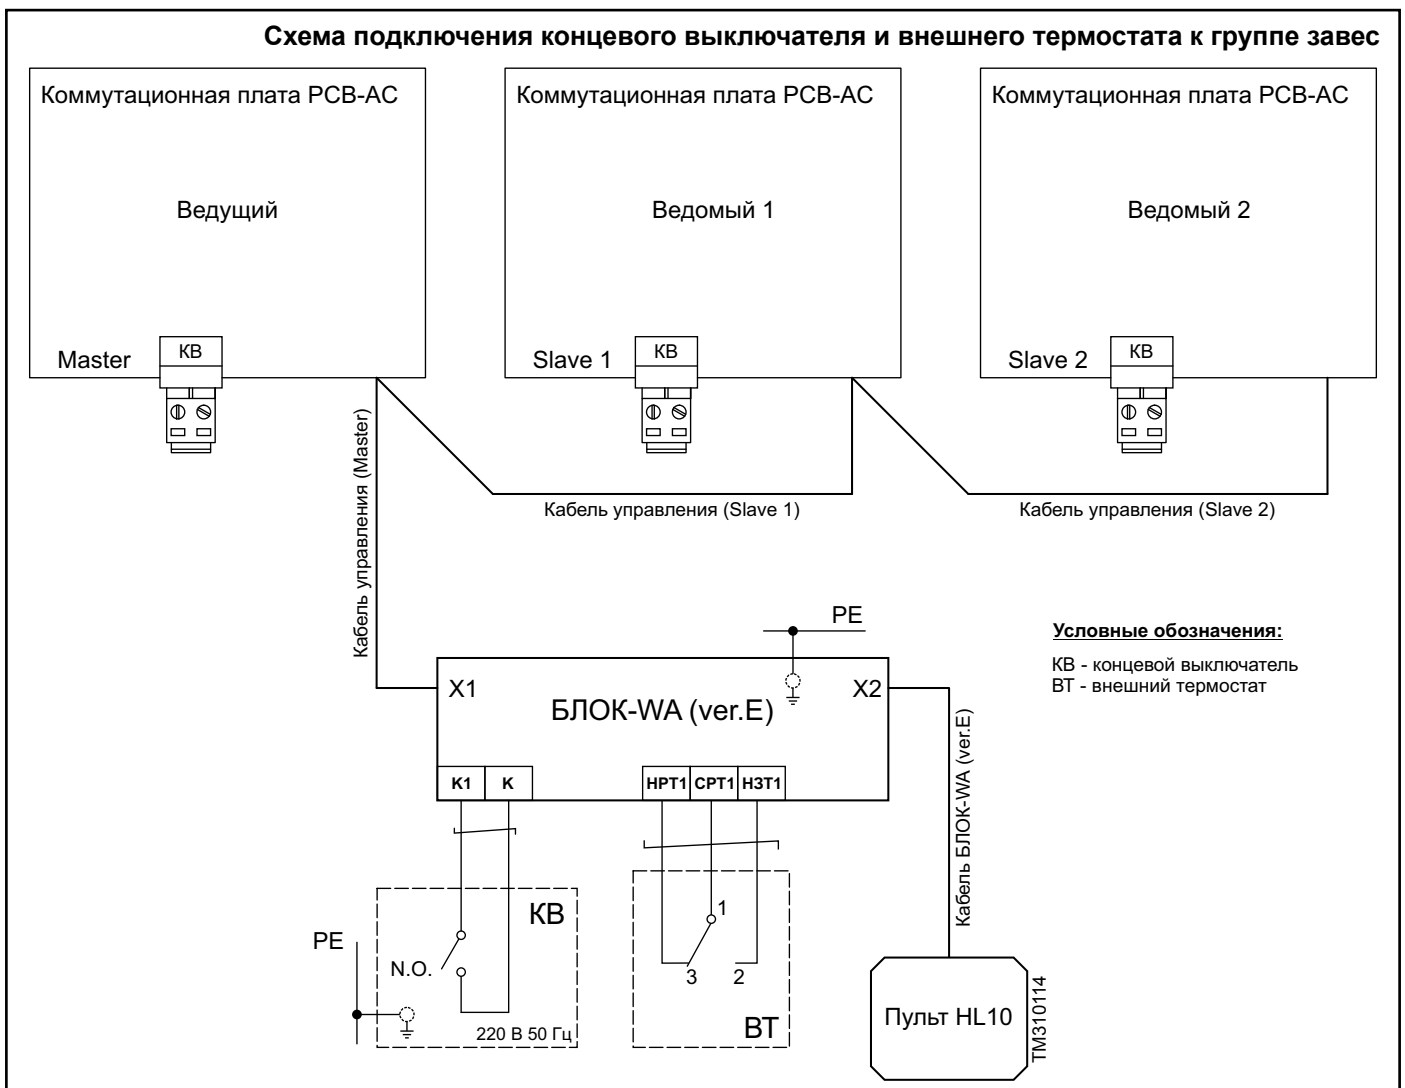 Схема подключения концевого выключателя и внешнего термостата к группе завес
Коммутационная плата PCB-AC
Ведущий
Master
КВ
Коммутационная плата PCB-AC
Ведомый 1
Slave 1
КВ
Коммутационная плата PCB-AC
Ведомый 2
Slave 2
КВ
Кабель управления (Master)
Кабель управления (Slave 1)
Кабель управления (Slave 2)
PE
Условные обозначения:
КВ - концевой выключатель
ВТ - внешний термостат
X1
БЛОК-WA (ver.E)
X2
К1
К
НРТ1
СРТ1
НЗТ1
Кабель БЛОК-WA (ver.E)
КВ
PE
N.O.
220 В 50 Гц
1
3
2
ВТ
Пульт HL10
TM310114